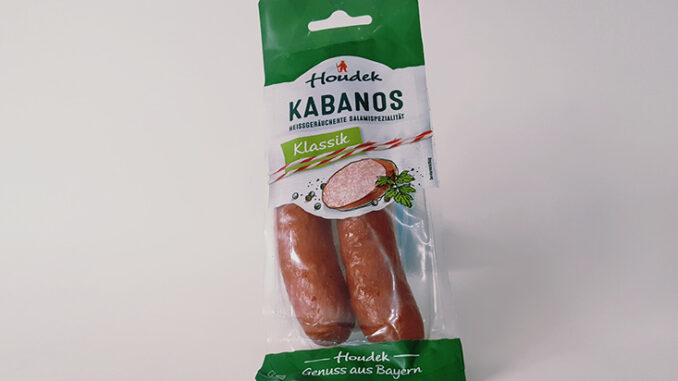 Houdek
KABANOS
HEISSGERÄUCHERTE SALAMISPEZIALITÄT
Klassik
Houdek
Genuss aus Bayern